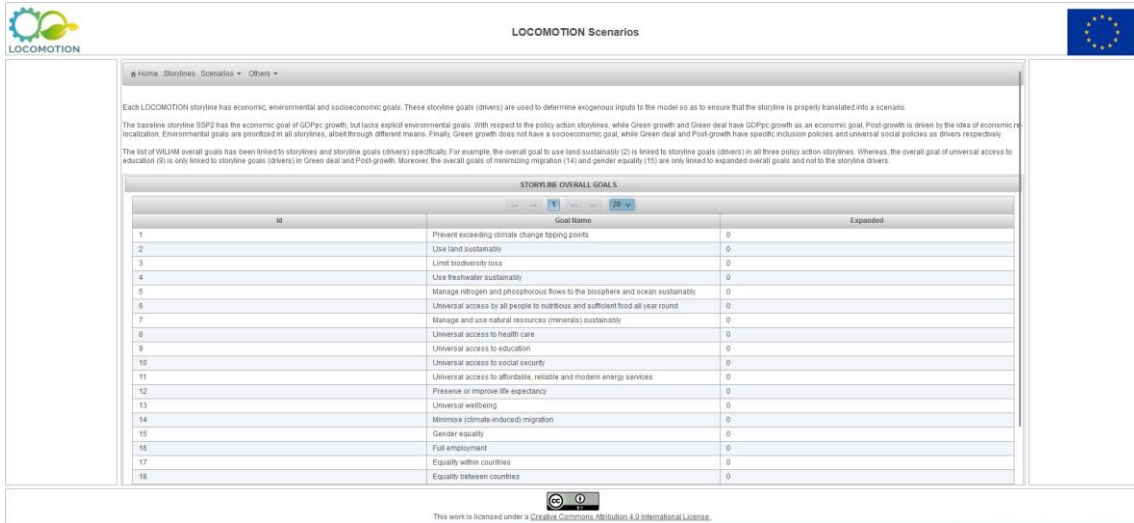 LOCOMOTION
LOCOMOTION Scenarios
Home Storylines Scenarios Others
Each LOCOMOTION storyline has economic, environmental and socioeconomic goals. These storyline goals (drivers) are used to determine exogenous inputs to the model so as to ensure that the storyline is properly translated into a scenario.
The baseline storyline SSP2 has the economic goal of GDPpc growth, but lacks explicit environmental goals. With respect to the policy action storylines, while Green growth and Green deal have GDPpc growth as an economic goal. Post-growth is driven by the idea of economic re-
localization. Environmental goals are prioritized in all storylines, albeit through different means. Finally, Green growth does not have a socioeconomic goal, while Green deal and Post-growth have specific inclusion policies and universal social policies as drivers respectively.
The list of WILIAM overall goals has been linked to storylines and storyline goals (drivers) specifically. For example, the overall goal to use land sustainably (2) is linked to storyline goals (drivers) in all three policy action storylines. Whereas, the overall goal of universal access to
education (9) is only linked to storyline goals (drivers) in Green deal and Post-growth. Moreover, the overall goals of minimizing migration (14) and gender equality (15) are only linked to expanded overall goals and not to the storyline drivers.
STORYLINE OVERALL GOALS
1 20
Id Goal Name Expanded
1 Prevent exceeding climate change tipping points 0
2 Use land sustainably 0
3 Limit biodiversity loss 0
4 Use freshwater sustainably 0
5 Manage nitrogen and phosphorous flows to the biosphere and ocean sustainably 0
6 Universal access by all people to nutritious and sufficient food all year round 0
7 Manage and use natural resources (minerals) sustainably 0
8 Universal access to health care 0
9 Universal access to education 0
10 Universal access to social security 0
11 Universal access to affordable, reliable and modern energy services 0
12 Preserve or improve life expectancy 0
13 Universal wellbeing 0
14 Minimise (climate-induced) migration 0
15 Gender equality 0
16 Full employment 0
17 Equality within countries 0
18 Equality between countries 0
cc
BY
This work is licensed under a Creative Commons Attribution 4.0 International License.